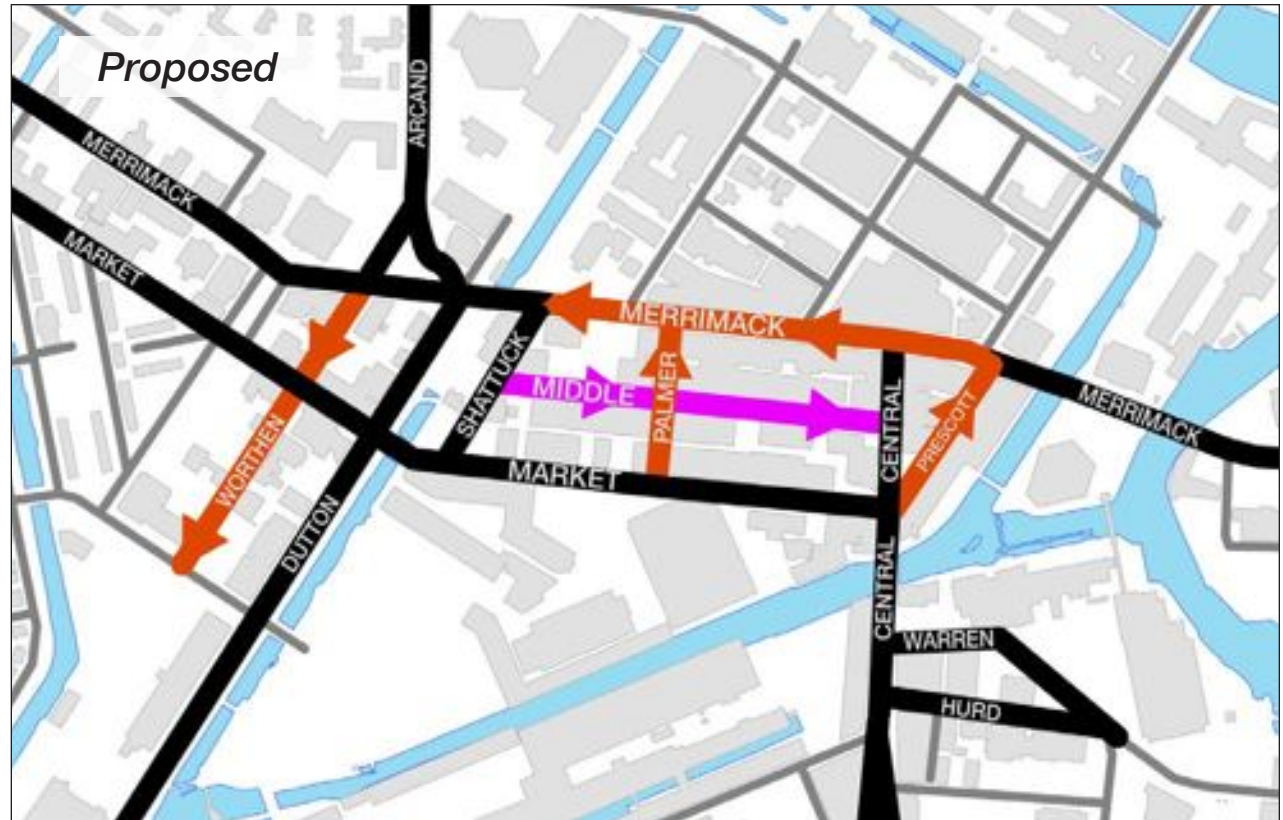 Proposed
ARCAND
MERRIMACK
MARKET
MERRIMACK
SHATTUCK
MIDDLE
PALMER
CENTRAL
PRESCOTT
MERRIMACK
WORTHEN
MARKET
DUTTON
CENTRAL
WARREN
HURD